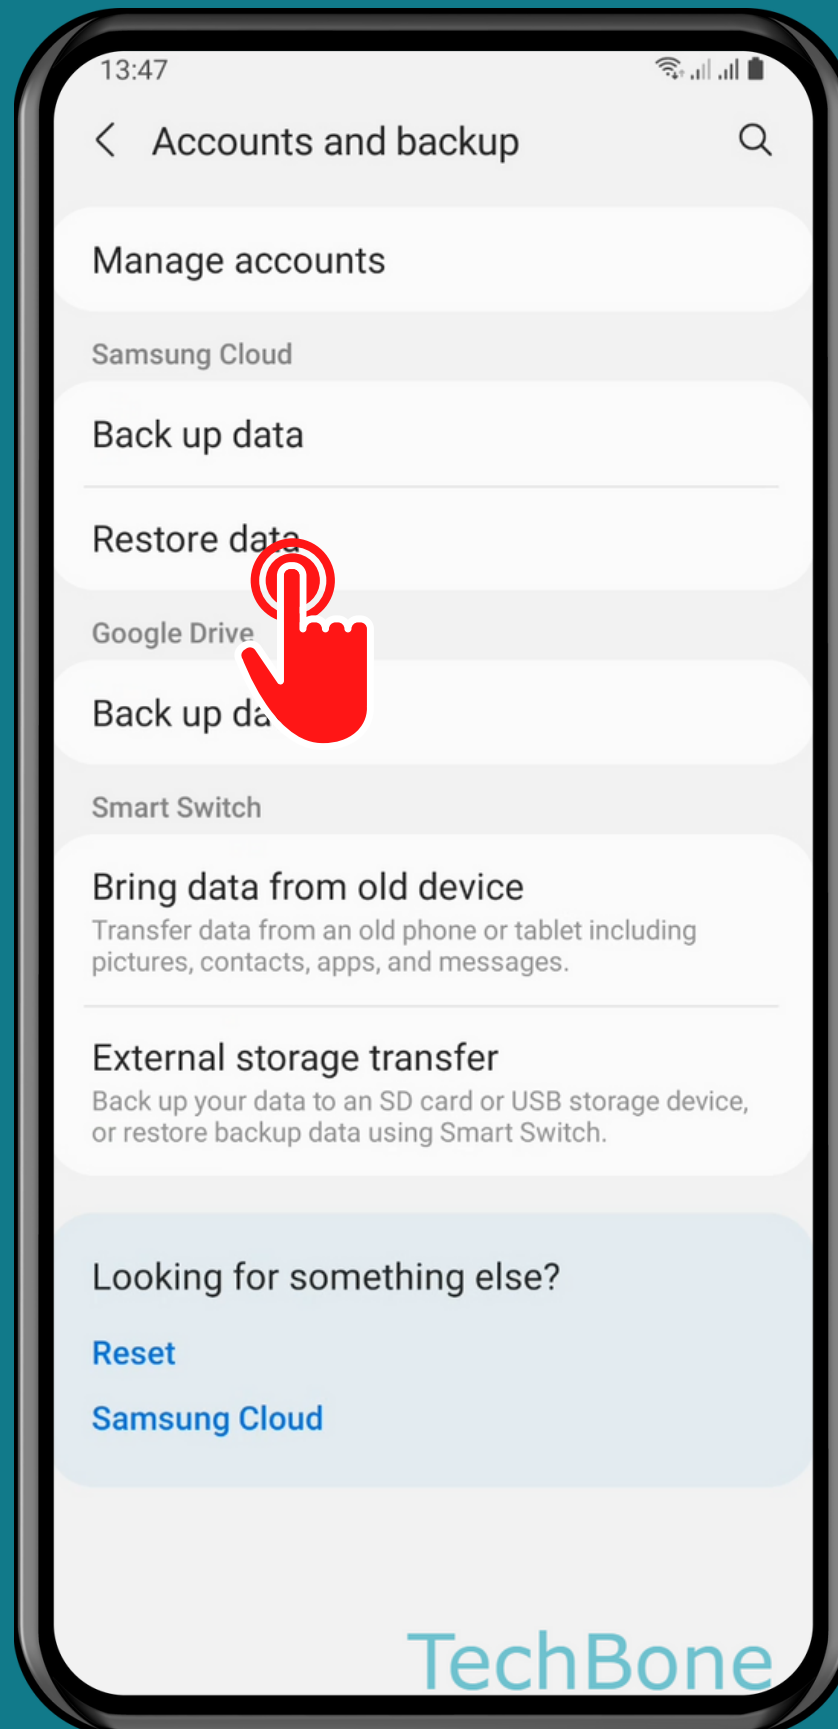 13:47
Accounts and backup
Manage accounts
Samsung Cloud
Back up data
Restore data
Google Drive
Back up da
Smart Switch
Bring data from old device
Transfer data from an old phone or tablet including
pictures, contacts, apps, and messages.
External storage transfer
Back up your data to an SD card or USB storage device,
or restore backup data using Smart Switch.
Looking for something else?
Reset
Samsung Cloud
TechBone